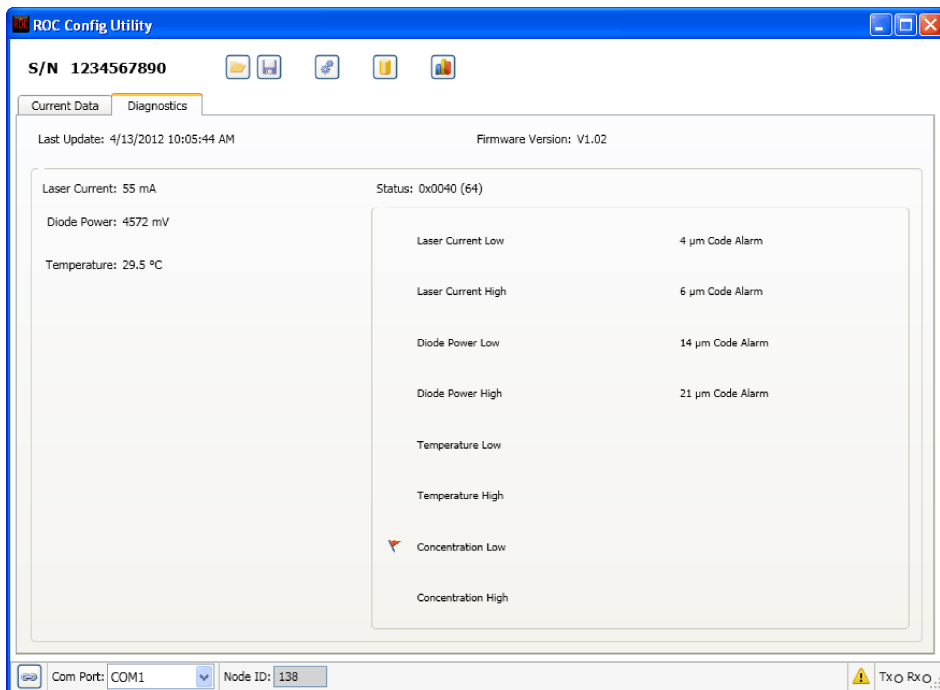 ROC Config Utility
S/N 1234567890
Current Data Diagnostics
Last Update: 4/13/2012 10:05:44 AM Firmware Version: V1.02
Laser Current: 55 mA Status: 0x0040 (64)
Diode Power: 4572 mV
Temperature: 29.5 °C
Laser Current Low 4 µm Code Alarm
Laser Current High 6 µm Code Alarm
Diode Power Low 14 µm Code Alarm
Diode Power High 21 µm Code Alarm
Temperature Low
Temperature High
Concentration Low
Concentration High
Com Port: COM1 Node ID: 138 Tx Rx